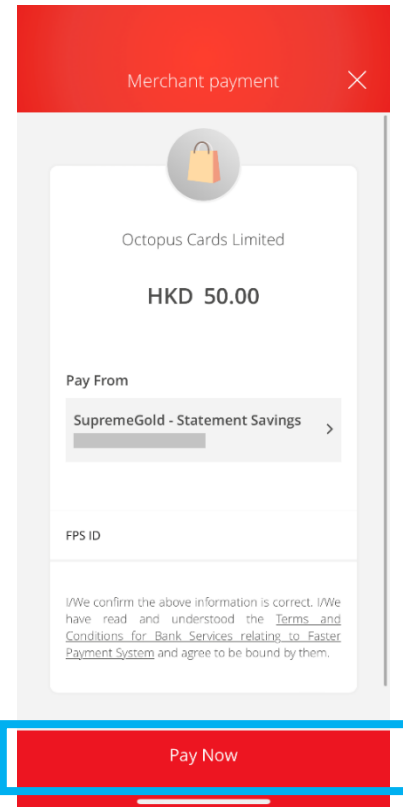 Merchant payment
Octopus Cards Limited
HKD 50.00
Pay From
SupremeGold - Statement Savings
FPS ID
I/We confirm the above information is correct. I/We
have read and understood the Terms and
Conditions for Bank Services relating to Faster
Payment System and agree to be bound by them.
Pay Now